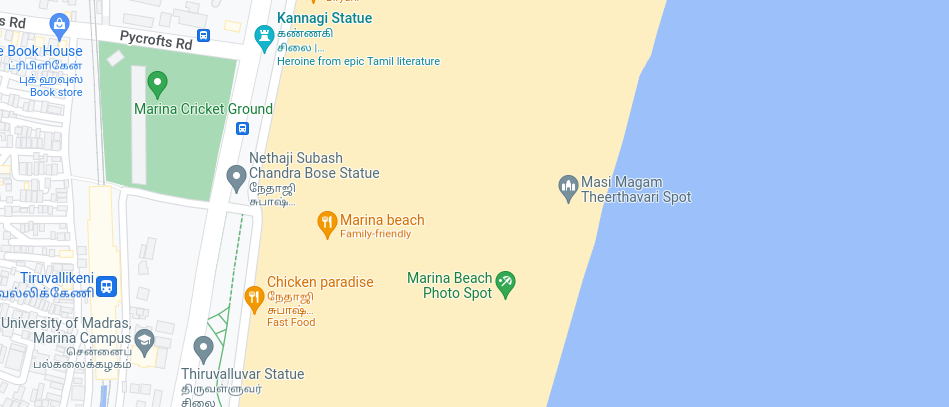 s Rd
Pycrofts Rd
Kannagi Statue
கண்ணகி
சிலை |...
Heroine from epic Tamil literature
e Book House
ட்ரிபிளிகேன்
புக் ஹவுஸ்
Book store
Marina Cricket Ground
Nethaji Subash
Chandra Bose Statue
நேதாஜி
சுபாஷ்...
Masi Magam
Theerthavari Spot
Marina beach
Family-friendly
Tiruvallikeni
வல்லிக்கேணி
Chicken paradise
நேதாஜி
சுபாஷ்...
Fast Food
Marina Beach
Photo Spot
University of Madras,
Marina Campus
சென்னைப்
பல்கலைக்கழகம்
Thiruvalluvar Statue
திருவள்ளுவர்
சிலை